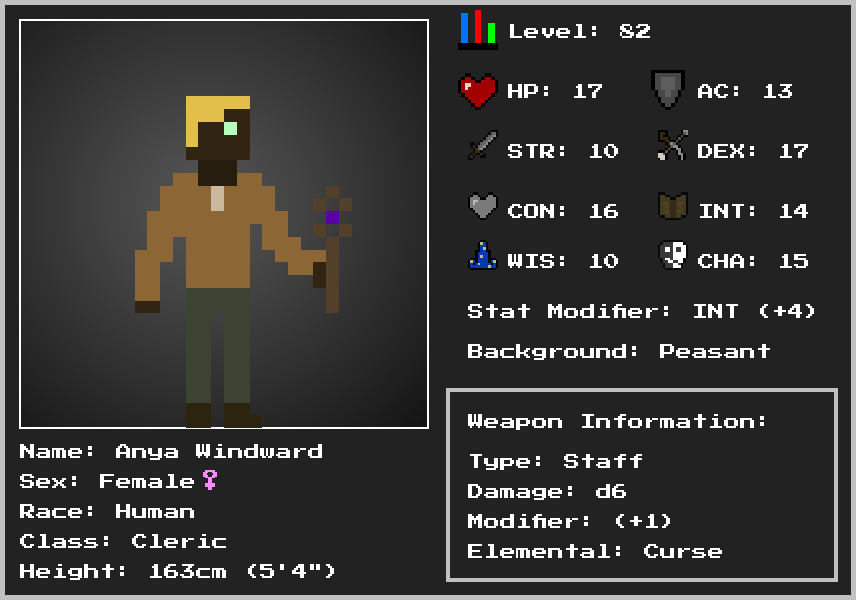 Level: 82
HP: 17 AC: 13
STR: 10 DEX: 17
CON: 16 INT: 14
WIS: 10 CHA: 15
Stat Modifier: INT (+4)
Background: Peasant
Weapon Information:
Type: Staff
Damage: d6
Modifier: (+1)
Elemental: Curse
Name: Anya Windward
Sex: Female♀
Race: Human
Class: Cleric
Height: 163cm (5'4")